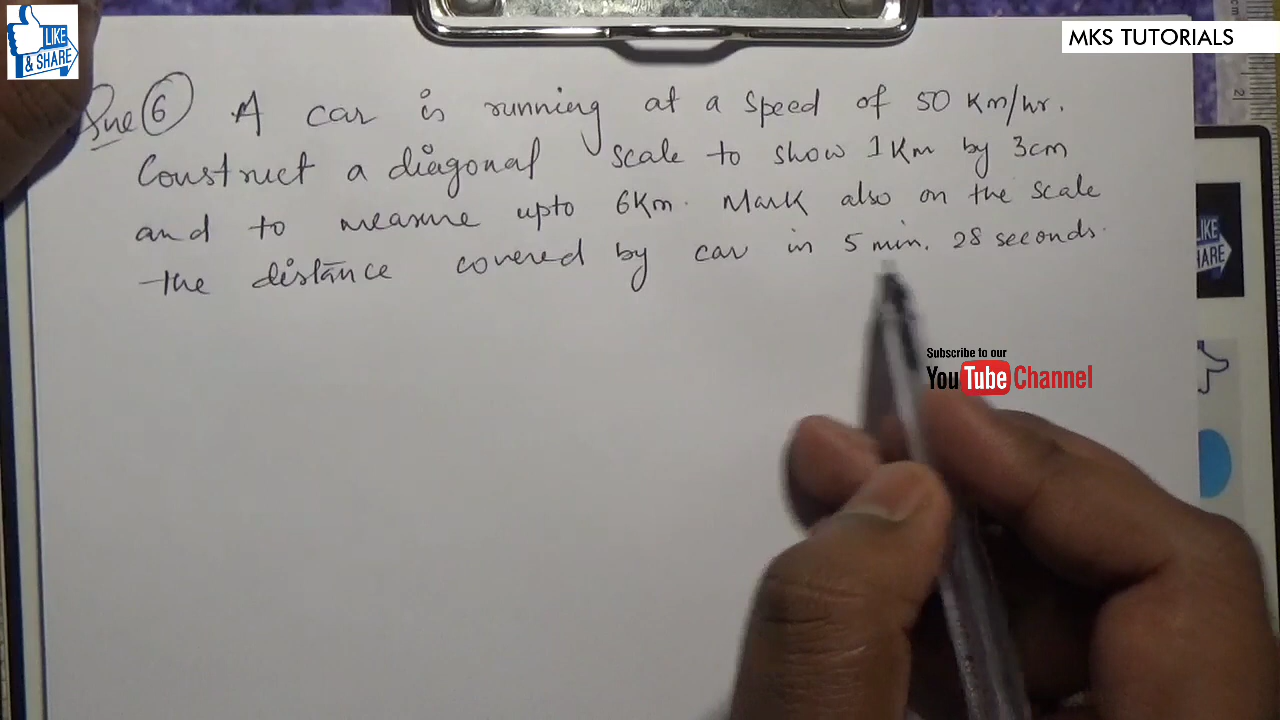 LIKE
& SHARE
MKS TUTORIALS
Que 6 A car is running at a speed of 50 Km/hr.
Construct a diagonal scale to show 1Km by 3cm
and to measure upto 6Km. Mark also on the scale
the distance covered by car in 5 min. 28 seconds.
Subscribe to our
YouTube Channel